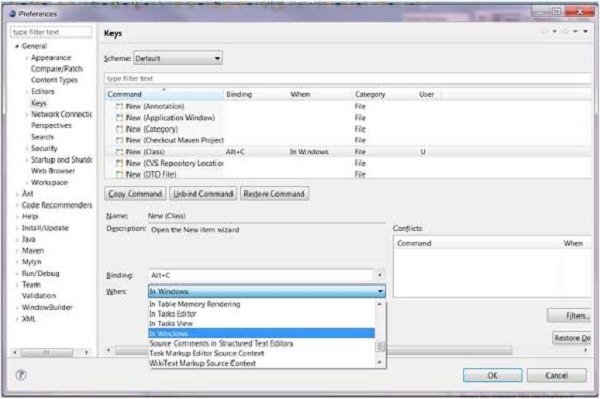 Preferences
type filter text
General
Appearance
Compare/Patch
Content Types
Editors
Keys
Network Connectic
Perspectives
Search
Security
Startup and Shutdo
Web Browser
Workspace
Ant
Code Recommenders
Help
Install/Update
Java
Maven
Mylyn
Run/Debug
Team
Validation
WindowBuilder
XML
Keys
Scheme: Default
type filter text
Command Binding When Category User
New (Annotation) File
New (Application Window) File
New (Category) File
New (Checkout Maven Project File
New (Class) Alt+C In Windows File U
New (CVS Repository Location File
New (DTD File) File
Copy Command Unbind Command Restore Command
Name: New (Class)
Description: Open the New item wizard
Conflicts:
Command When
Binding: Alt+C
When: In Windows
In Table Memory Rendering
In Tasks Editor
In Tasks View
In Windows
Source Comments in Structured Text Editors
Task Markup Editor Source Context
WikiText Markup Source Context
Filters...
Restore De
OK Cancel